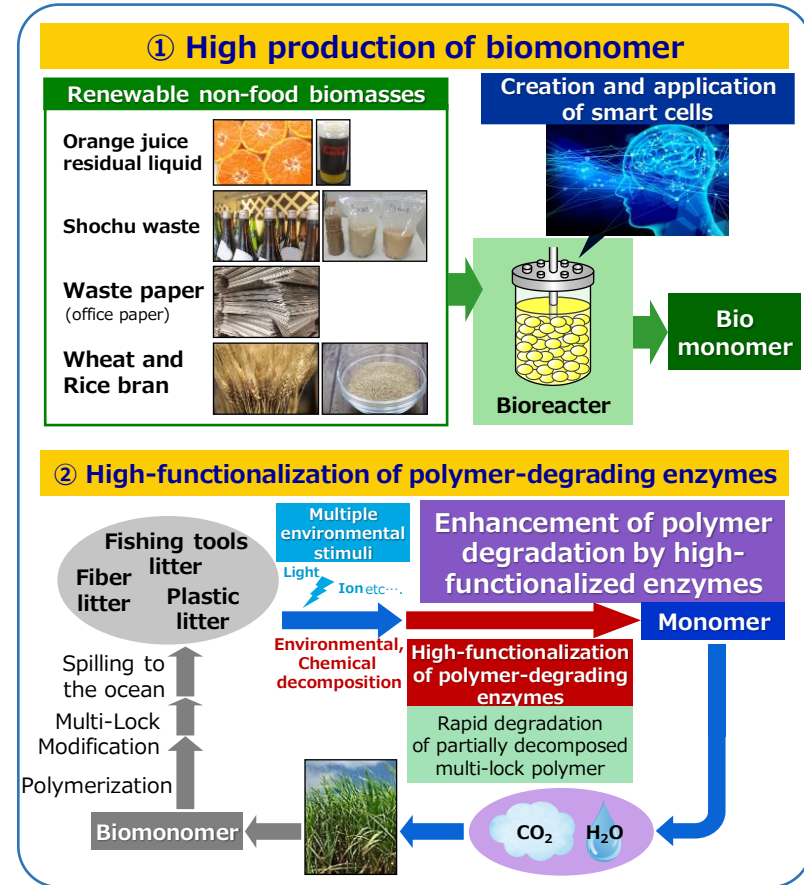 ① High production of biomonomer
Renewable non-food biomasses
Orange juice
residual liquid
Shochu waste
Waste paper
(office paper)
Wheat and
Rice bran
Creation and application
of smart cells
Bioreacter
Bio
monomer
② High-functionalization of polymer-degrading enzymes
Fishing tools
litter
Fiber
litter
Plastic
litter
Multiple
environmental
stimuli
Light
Ion etc….
Environmental,
Chemical
decomposition
Enhancement of polymer
degradation by high-
functionalized enzymes
Monomer
High-functionalization
of polymer-degrading
enzymes
Rapid degradation
of partially decomposed
multi-lock polymer
Spilling to
the ocean
Multi-Lock
Modification
Polymerization
Biomonomer
CO₂
H₂O